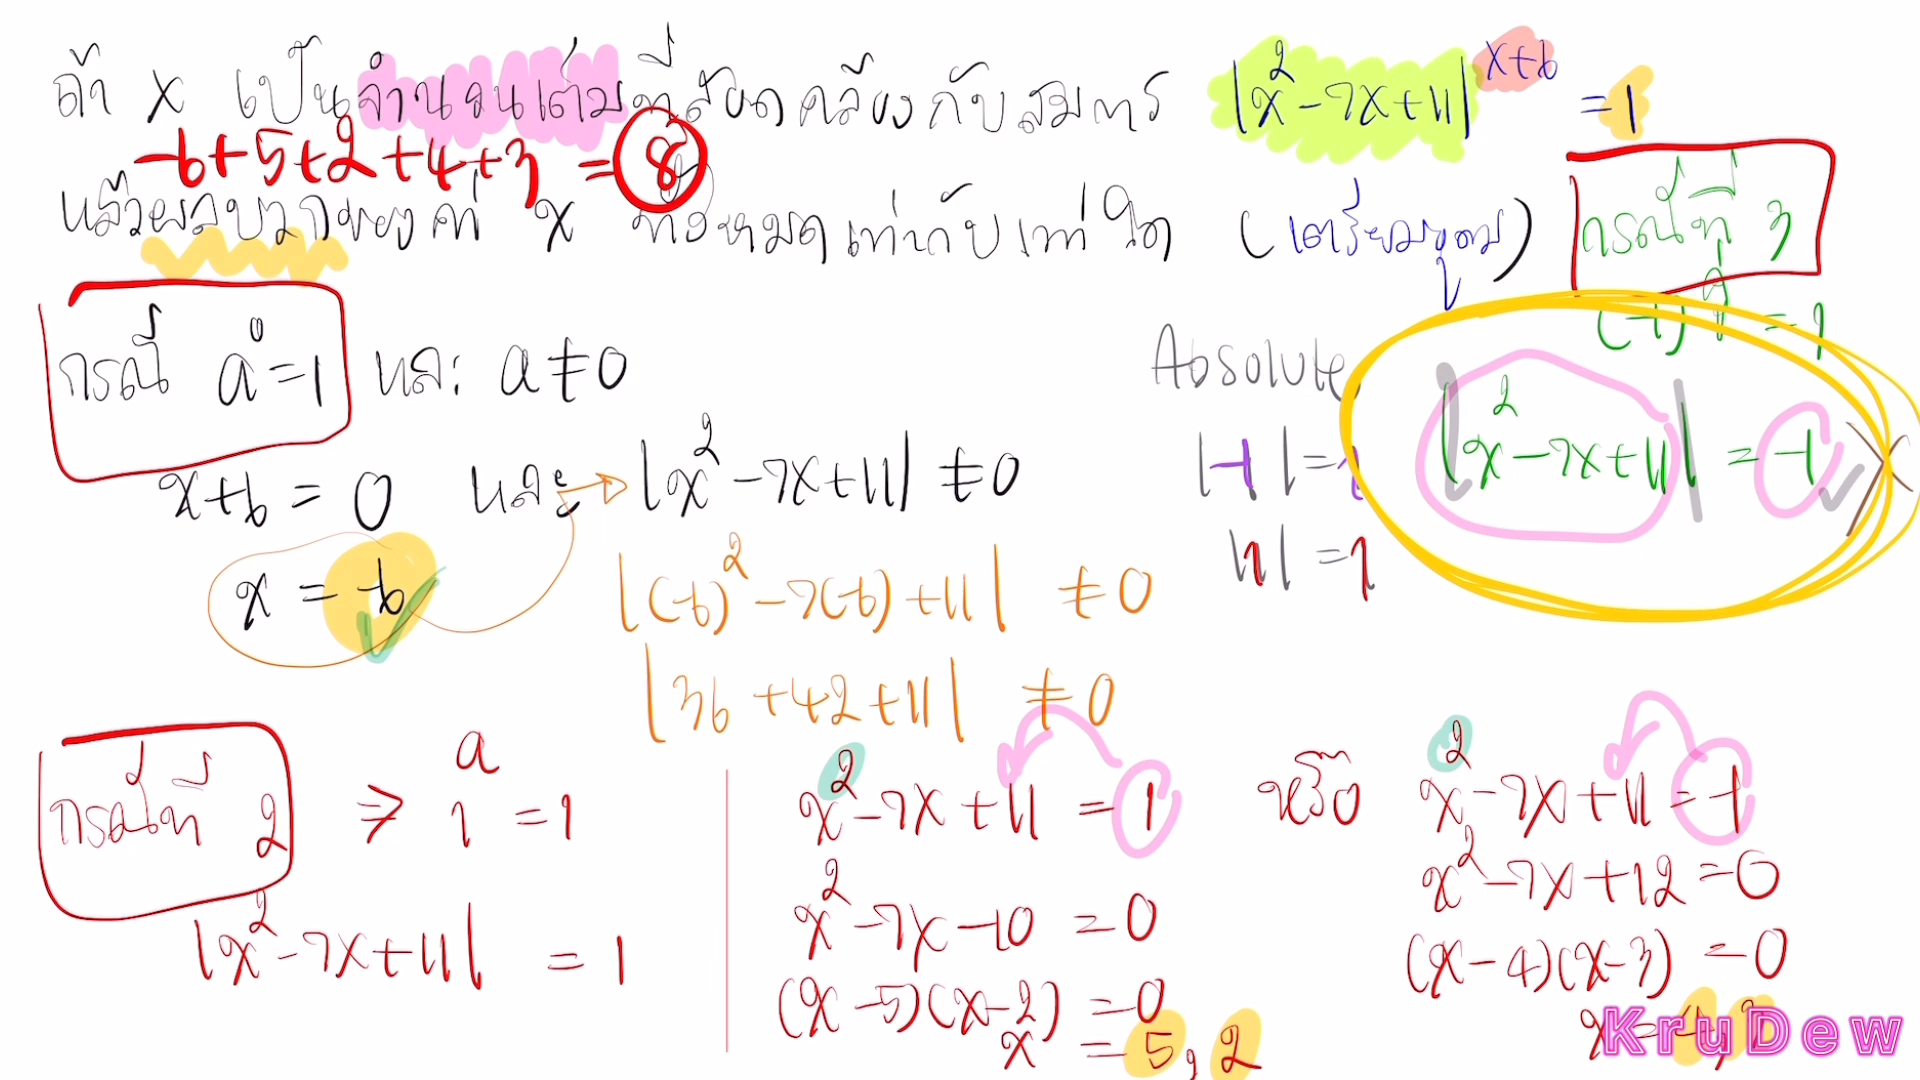 ถ้า x เป็นจำนวนเต็มที่สอดคล้องกับสมการ |x²-7x+11|^(x+6) = 1
-6+5+2+4+3 = 8
แล้วผลบวกของค่า x ทั้งหมดเท่ากับเท่าใด (เตรียมอุดม)
กรณีที่ 3
กรณี a⁰=1 และ a≠0
Absolute
|x²-7x+11| = -1 X
x+6 = 0 และ |x²-7x+11| ≠0
|-1|=1
|1|=1
x = -6
|(-6)²-7(-6)+11| ≠0
|36+42+11| ≠0
กรณีที่ 2 ⇒ 1ᵃ=1
|x²-7x+11| = 1
x²-7x+11 = 1
x²-7x-10 = 0
(x-5)(x-2) = 0
x = 5, 2
หรือ x²-7x+11 = -1
x²-7x+12 = 0
(x-4)(x-3) = 0
KruDew